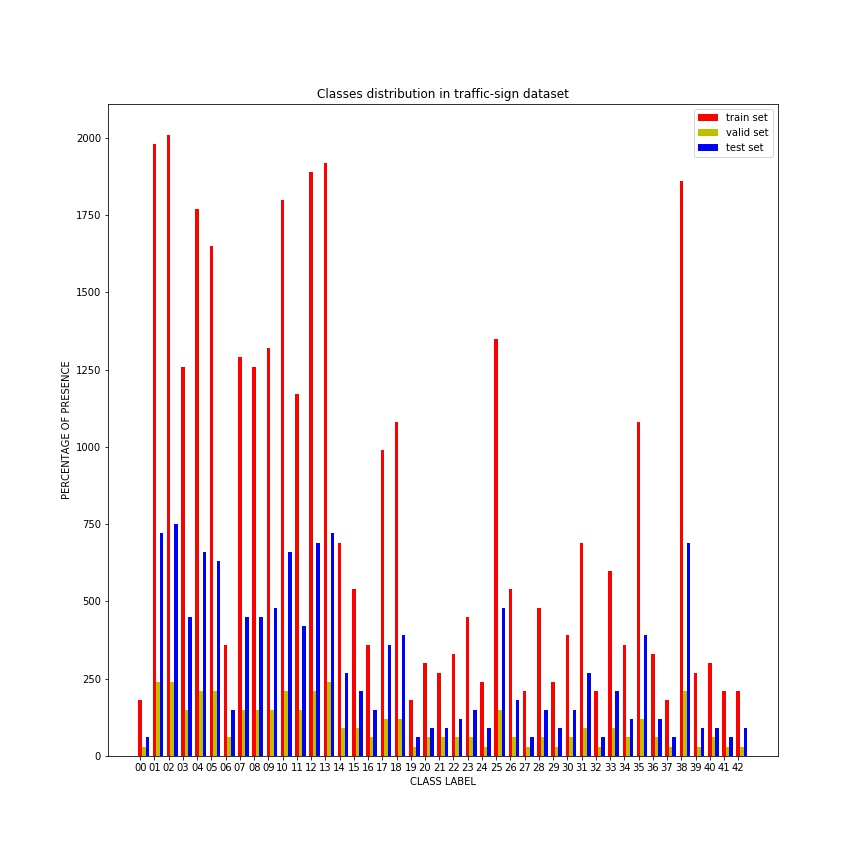 Classes distribution in traffic-sign dataset
train set
valid set
test set
2000
1750
1500
1250
1000
750
500
250
0
PERCENTAGE OF PRESENCE
00 01 02 03 04 05 06 07 08 09 10 11 12 13 14 15 16 17 18 19 20 21 22 23 24 25 26 27 28 29 30 31 32 33 34 35 36 37 38 39 40 41 42
CLASS LABEL